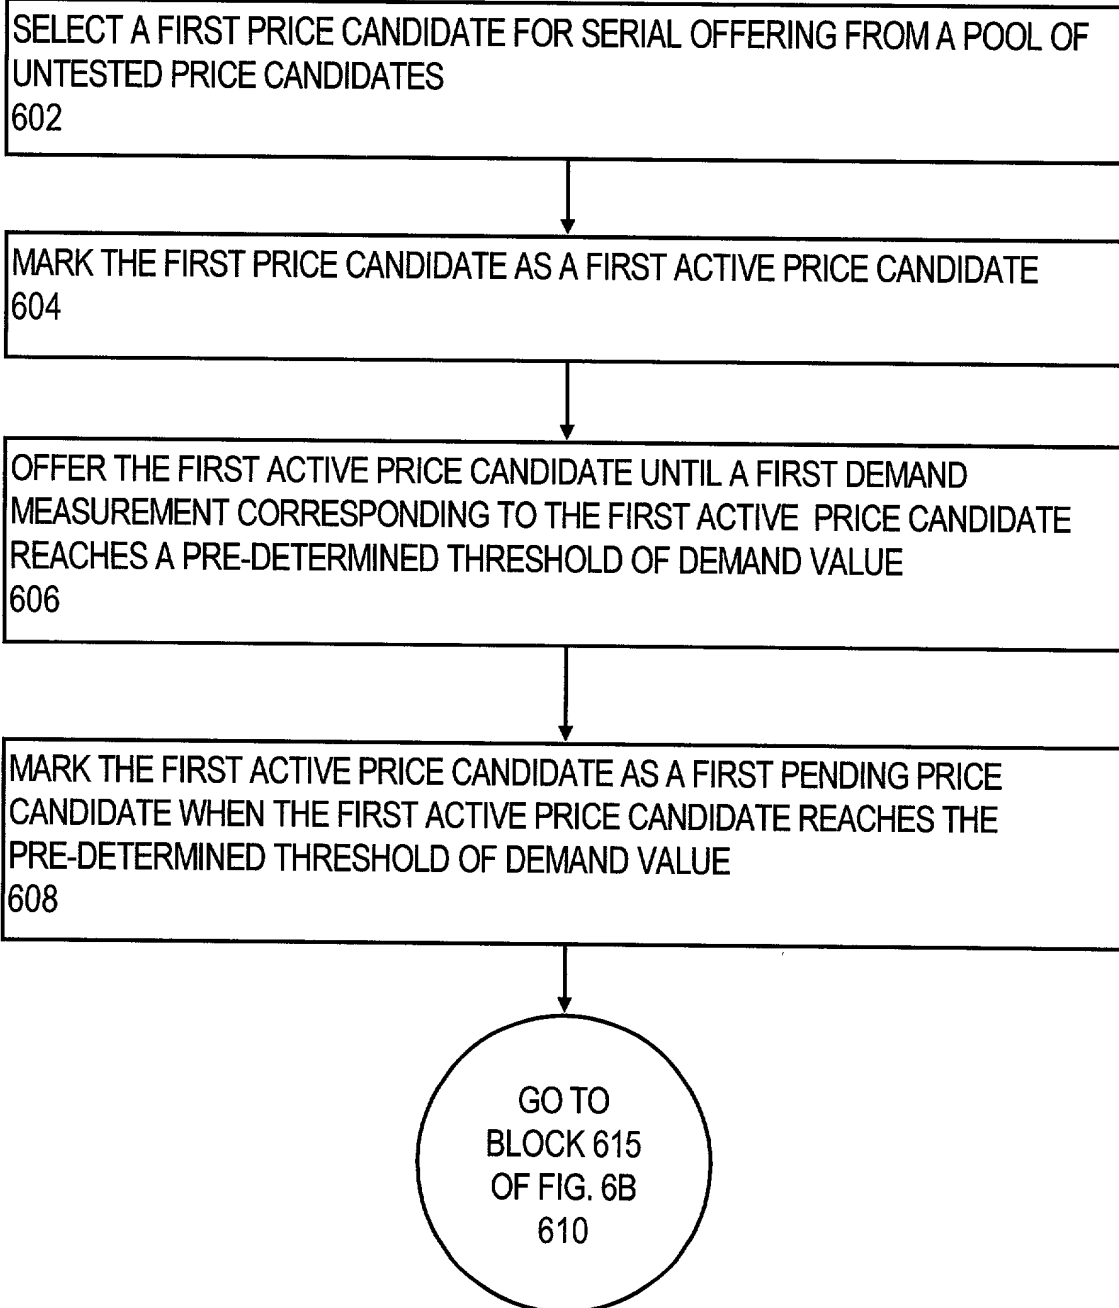 SELECT A FIRST PRICE CANDIDATE FOR SERIAL OFFERING FROM A POOL OF
UNTESTED PRICE CANDIDATES
602
MARK THE FIRST PRICE CANDIDATE AS A FIRST ACTIVE PRICE CANDIDATE
604
OFFER THE FIRST ACTIVE PRICE CANDIDATE UNTIL A FIRST DEMAND
MEASUREMENT CORRESPONDING TO THE FIRST ACTIVE PRICE CANDIDATE
REACHES A PRE-DETERMINED THRESHOLD OF DEMAND VALUE
606
MARK THE FIRST ACTIVE PRICE CANDIDATE AS A FIRST PENDING PRICE
CANDIDATE WHEN THE FIRST ACTIVE PRICE CANDIDATE REACHES THE
PRE-DETERMINED THRESHOLD OF DEMAND VALUE
608
GO TO
BLOCK 615
OF FIG. 6B
610